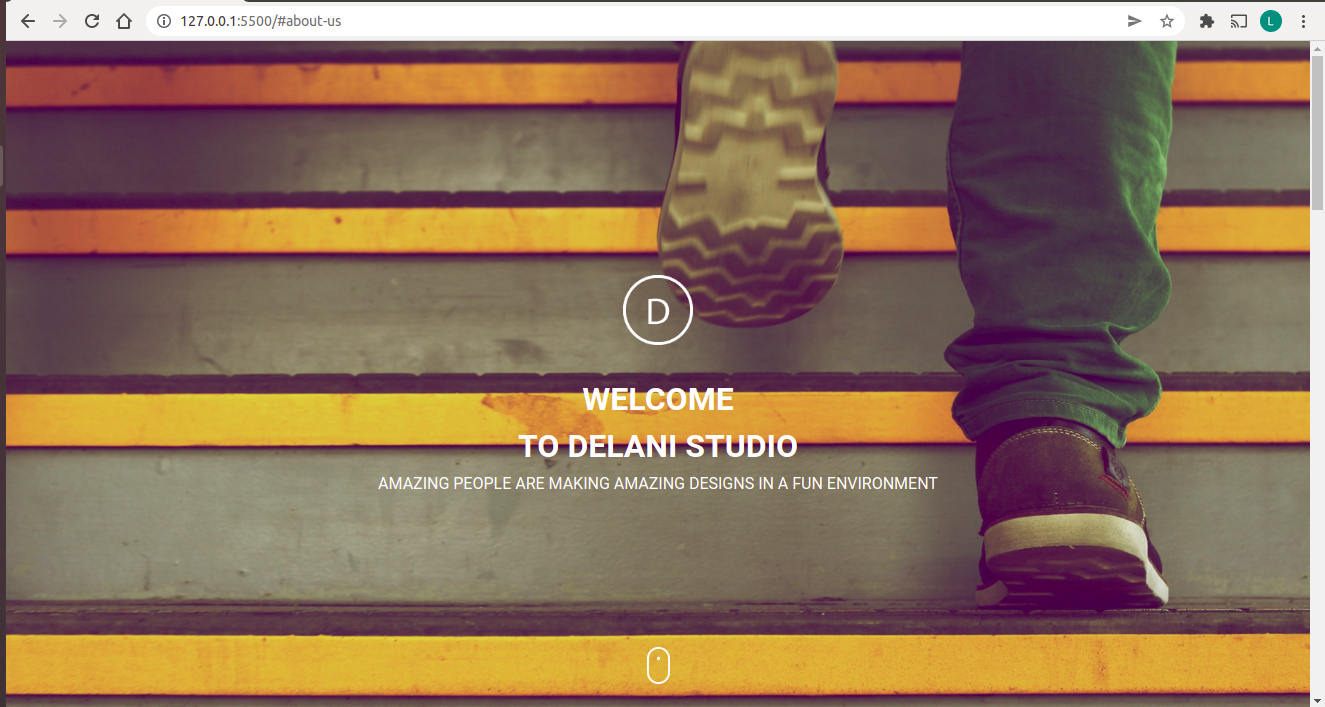 127.0.0.1:5500/#about-us
L
D
WELCOME
TO DELANI STUDIO
AMAZING PEOPLE ARE MAKING AMAZING DESIGNS IN A FUN ENVIRONMENT